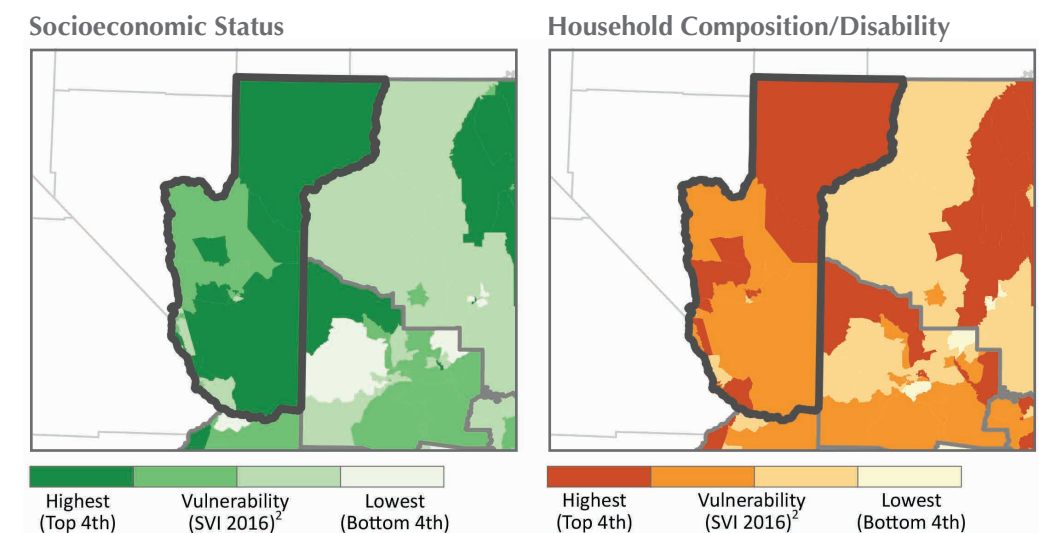 Socioeconomic Status
Household Composition/Disability
Highest
(Top 4th)
Vulnerability
(SVI 2016)2
Lowest
(Bottom 4th)
Highest
(Top 4th)
Vulnerability
(SVI 2016)2
Lowest
(Bottom 4th)